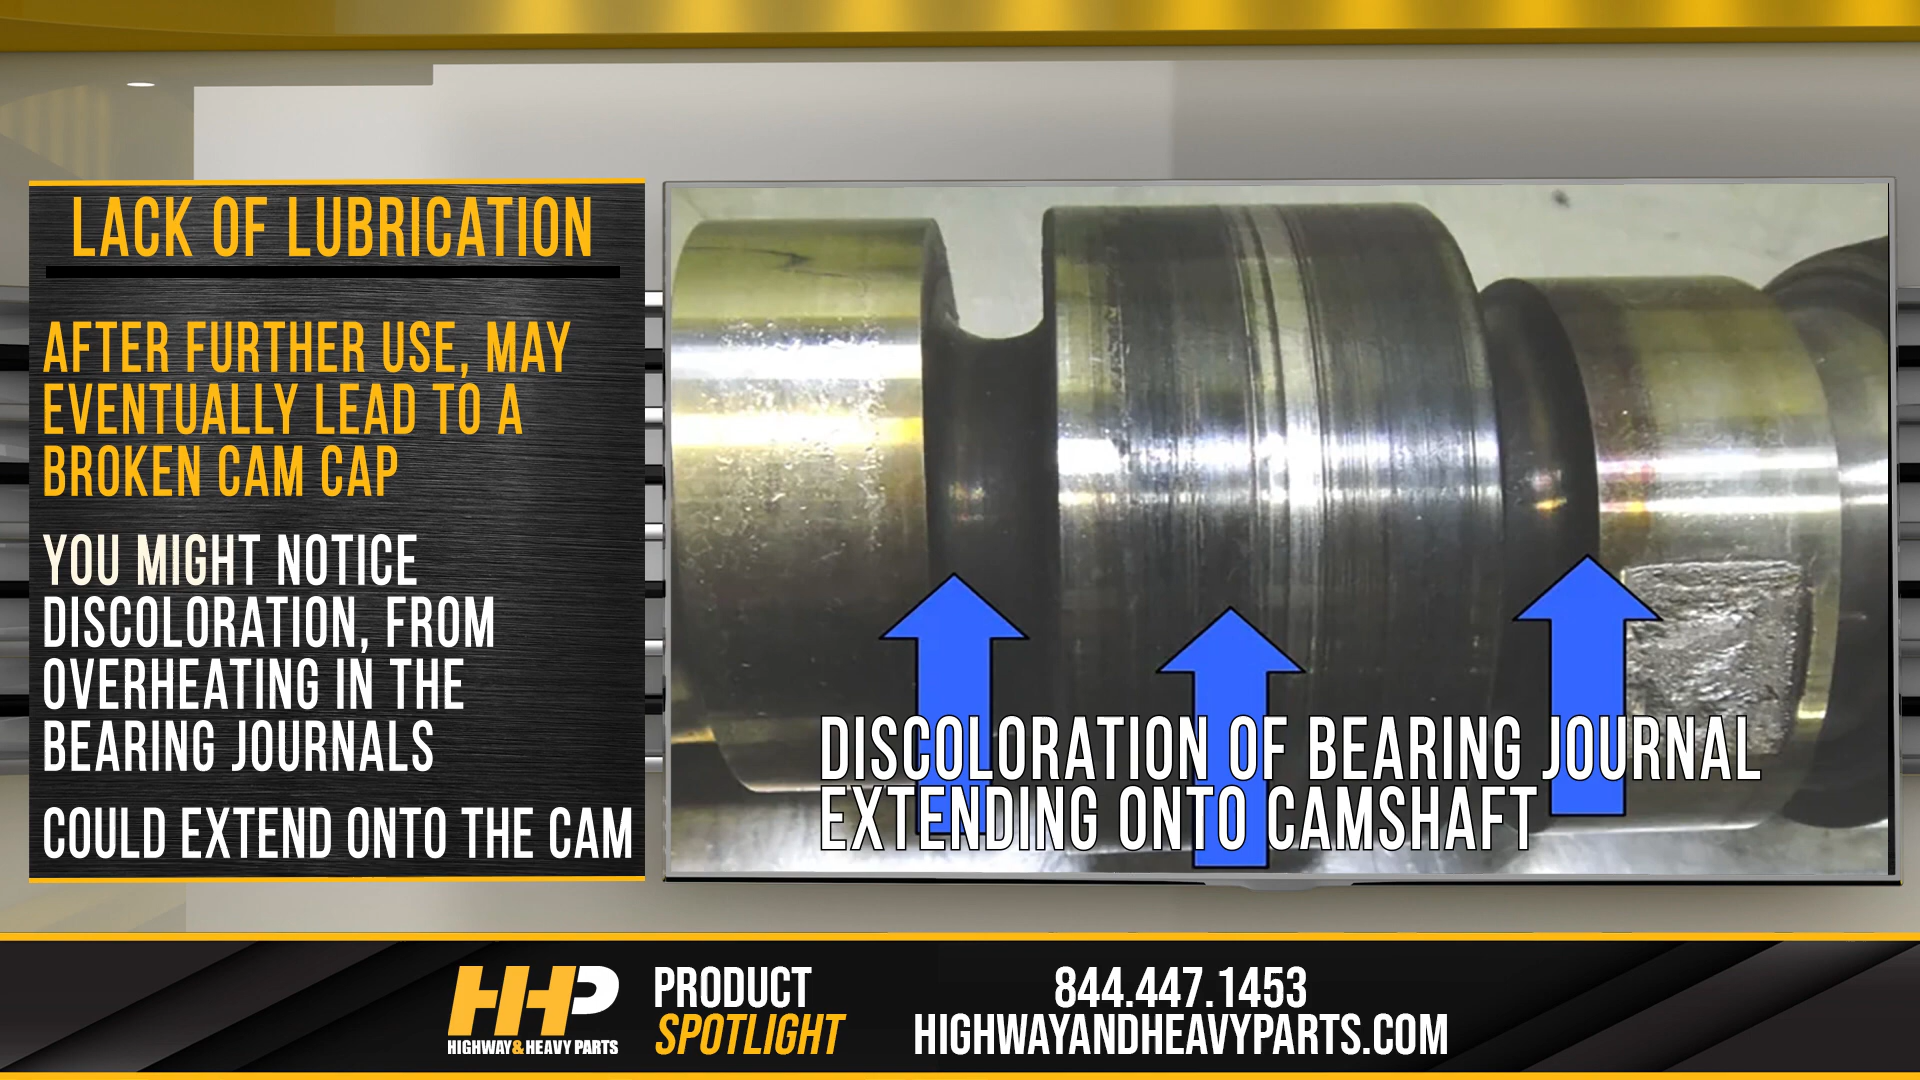 LACK OF LUBRICATION
AFTER FURTHER USE, MAY
EVENTUALLY LEAD TO A
BROKEN CAM CAP
YOU MIGHT NOTICE
DISCOLORATION, FROM
OVERHEATING IN THE
BEARING JOURNALS
COULD EXTEND ONTO THE CAM
DISCOLORATION OF BEARING JOURNAL
EXTENDING ONTO CAMSHAFT
HHP
HIGHWAY&HEAVY PARTS
PRODUCT
SPOTLIGHT
844.447.1453
HIGHWAYANDHEAVYPARTS.COM